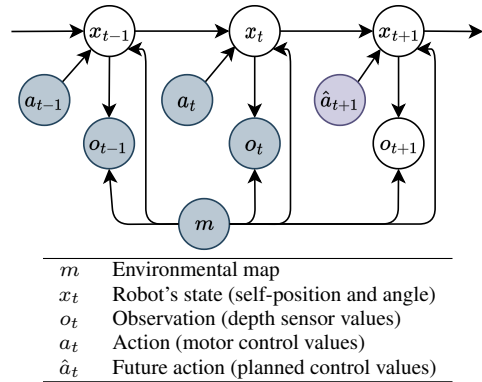 x_{t-1} x_t x_{t+1}
a_{t-1} a_t â_{t+1}
o_{t-1} o_t o_{t+1}
m
m Environmental map
x_t Robot's state (self-position and angle)
o_t Observation (depth sensor values)
a_t Action (motor control values)
â_t Future action (planned control values)